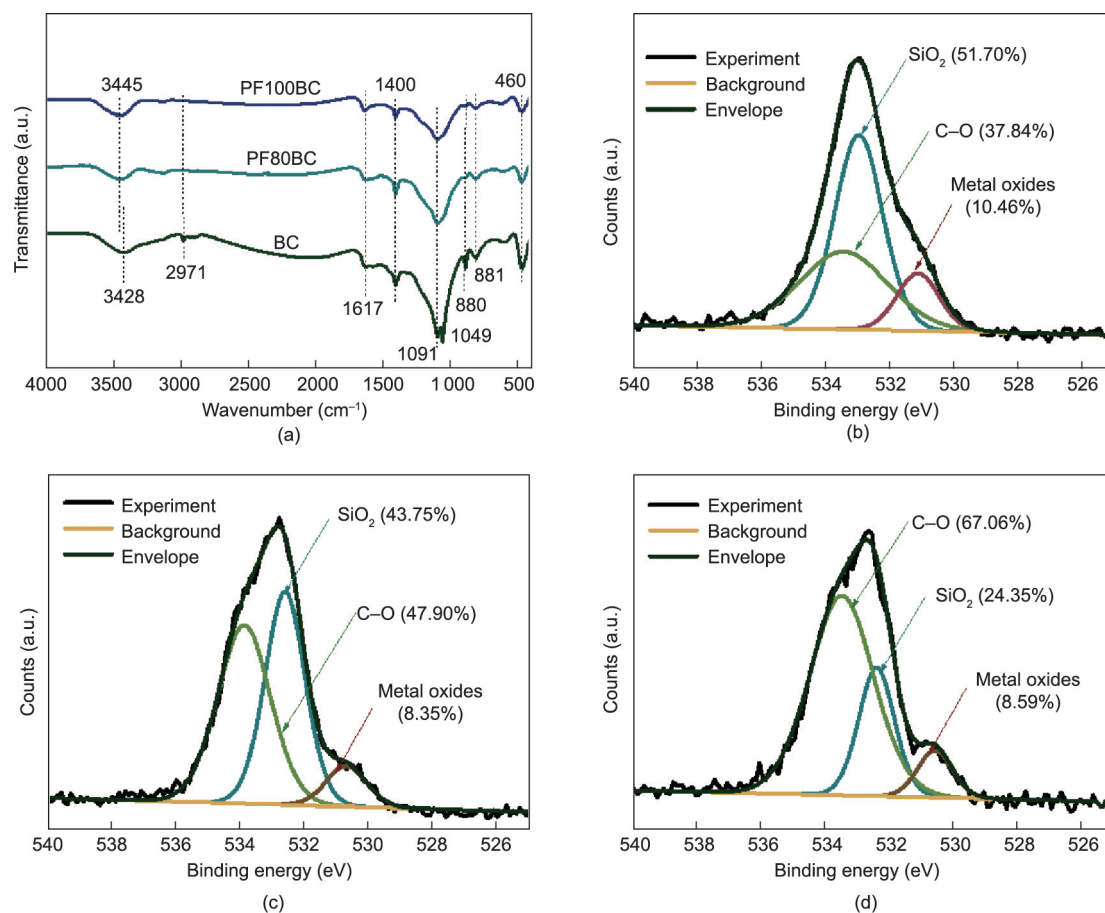 3445
PF100BC
1400
460
PF80BC
BC
3428
2971
1617
1091
1049
880
881
Transmittance (a.u.)
4000 3500 3000 2500 2000 1500 1000 500
Wavenumber (cm⁻¹)
(a)
Experiment
Background
Envelope
SiO₂ (51.70%)
C–O (37.84%)
Metal oxides
(10.46%)
Counts (a.u.)
540 538 536 534 532 530 528 526
Binding energy (eV)
(b)
Experiment
Background
Envelope
SiO₂ (43.75%)
C–O (47.90%)
Metal oxides
(8.35%)
Counts (a.u.)
540 538 536 534 532 530 528 526
Binding energy (eV)
(c)
Experiment
Background
Envelope
C–O (67.06%)
SiO₂ (24.35%)
Metal oxides
(8.59%)
Counts (a.u.)
540 538 536 534 532 530 528 526
Binding energy (eV)
(d)